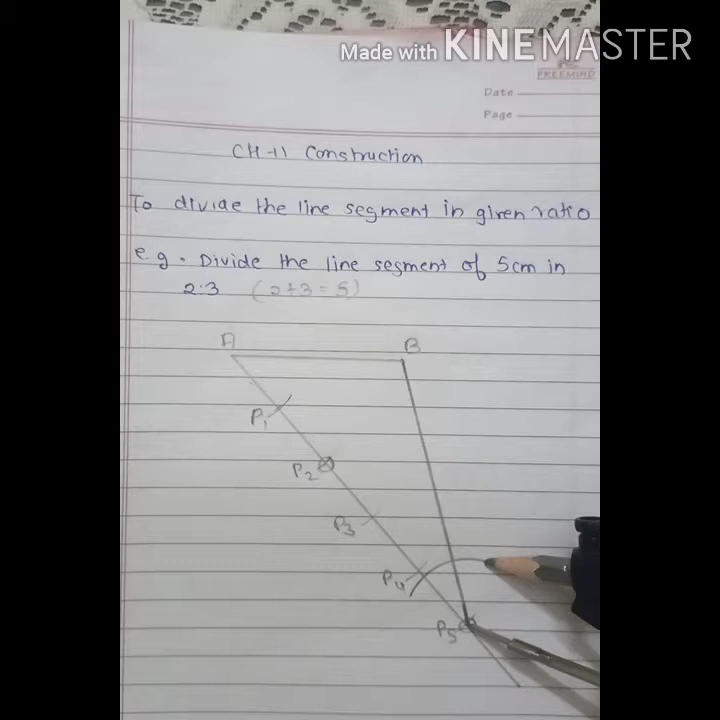 Made with KINEMASTER
FREEMIND
Date
Page
CH-11 Construction
To divide the line segment in given ratio
e.g. Divide the line segment of 5cm in
2:3 (2+3=5)
A B
P1
P2
P3
P4
P5